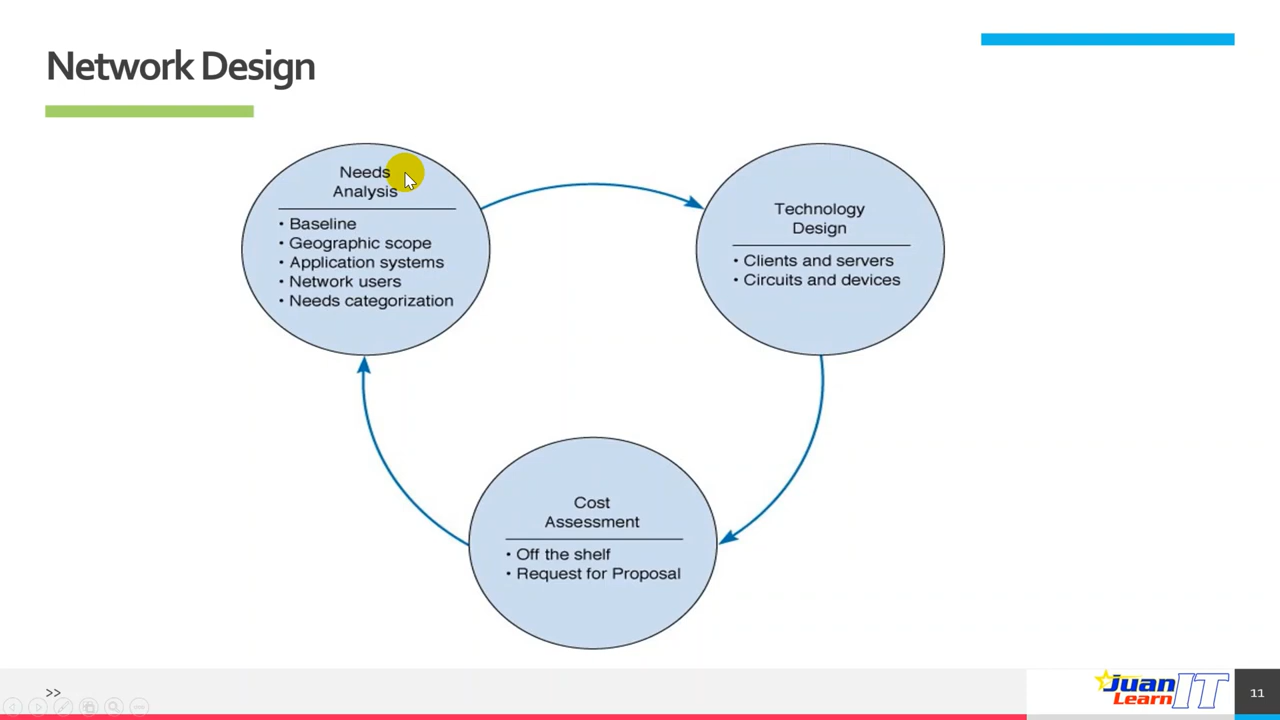 Network Design
Needs
Analysis
• Baseline
• Geographic scope
• Application systems
• Network users
• Needs categorization
Technology
Design
• Clients and servers
• Circuits and devices
Cost
Assessment
• Off the shelf
• Request for Proposal
>>
Juan
Learn
IT
11